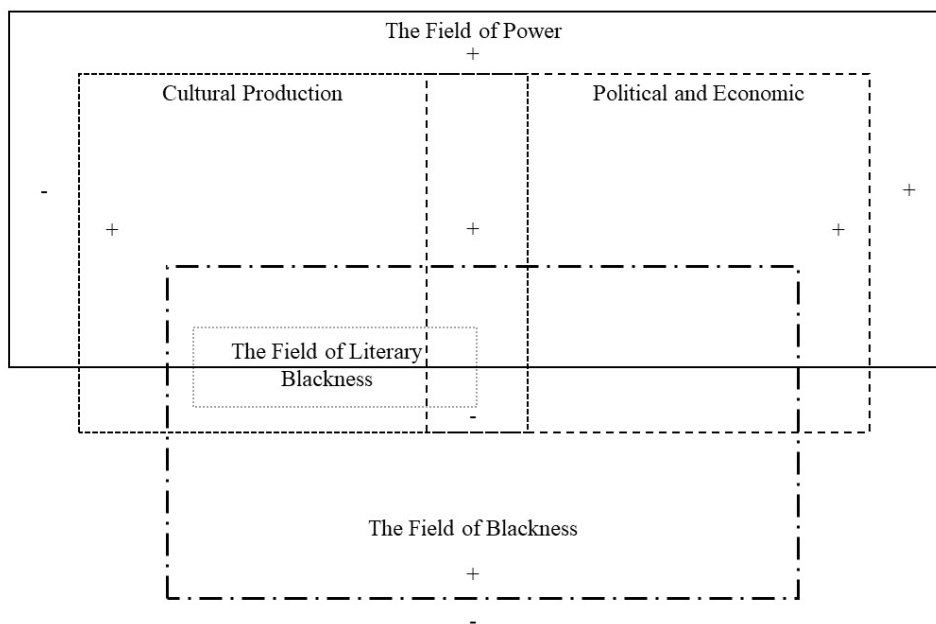 The Field of Power
+
Cultural Production
Political and Economic
-
+
+
+
+
The Field of Literary
Blackness
-
The Field of Blackness
+
-